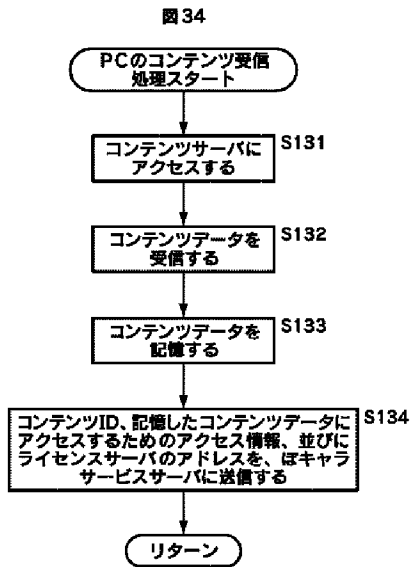 図34
PCのコンテンツ受信
処理スタート
コンテンツサーバに
アクセスする
S131
コンテンツデータを
受信する
S132
コンテンツデータを
記憶する
S133
コンテンツID、記憶したコンテンツデータに
アクセスするためのアクセス情報、並びに
ライセンスサーバのアドレスを、ぽキャラ
サービスサーバに送信する
S134
リターン